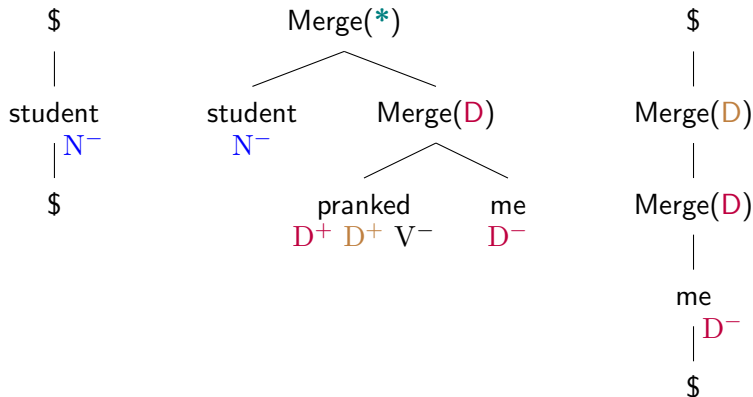 $ Merge(*) $
student student Merge(D) Merge(D)
N⁻ N⁻
$ pranked me Merge(D)
D⁺ D⁺ V⁻ D⁻
me
D⁻
$